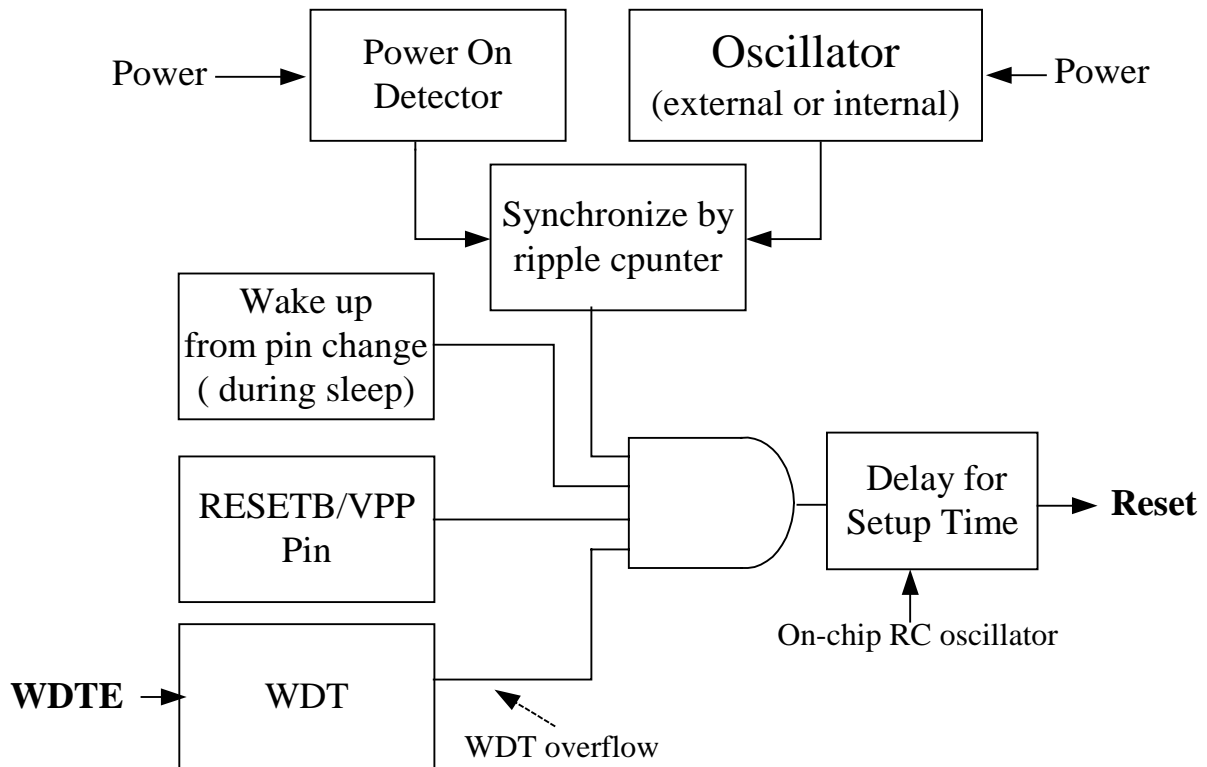 Power
Power On
Detector
Oscillator
(external or internal)
Power
Synchronize by
ripple cpunter
Wake up
from pin change
( during sleep)
RESETB/VPP
Pin
Delay for
Setup Time
Reset
On-chip RC oscillator
WDTE
WDT
WDT overflow